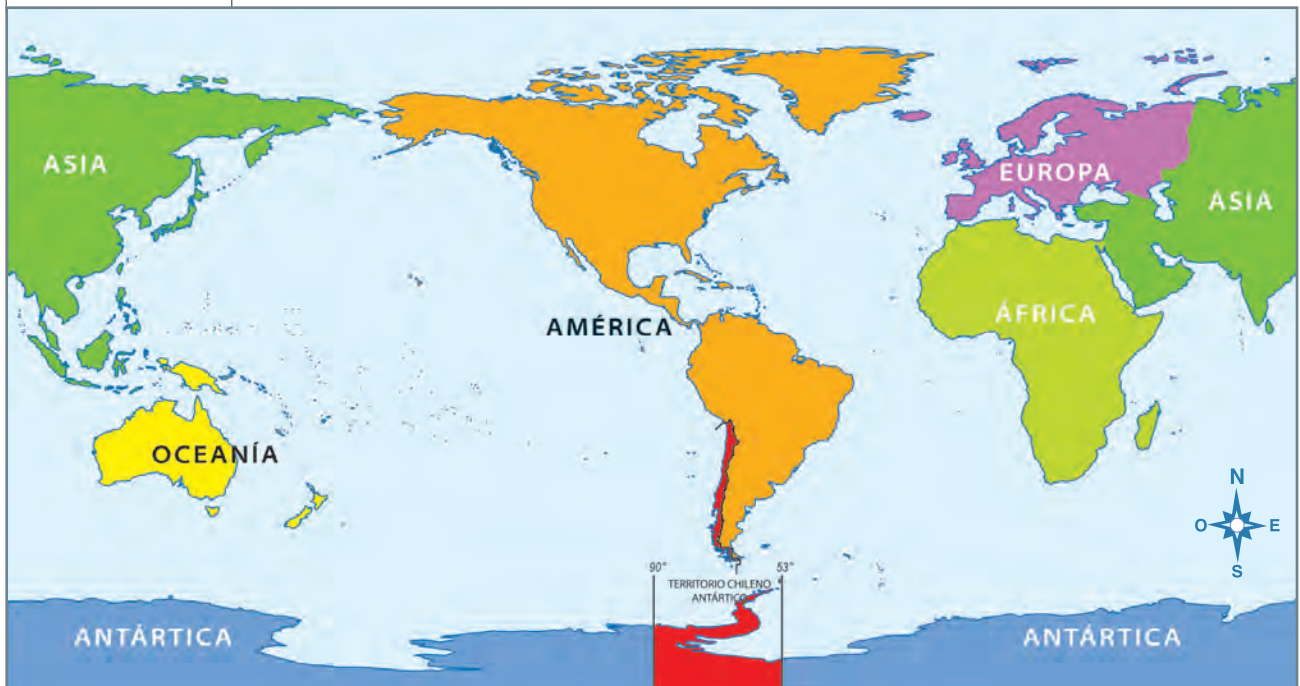 ASIA
EUROPA
ASIA
ÁFRICA
AMÉRICA
OCEANÍA
N
O E
S
90° 53°
TERRITORIO CHILENO
ANTÁRTICO
ANTÁRTICA
ANTÁRTICA